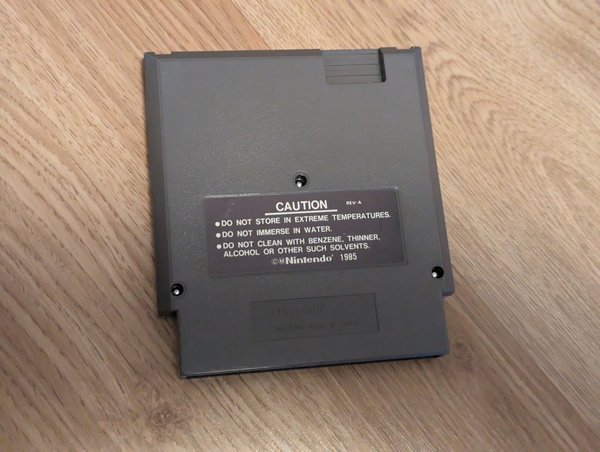 CAUTION REV-A
●DO NOT STORE IN EXTREME TEMPERATURES.
●DO NOT IMMERSE IN WATER.
●DO NOT CLEAN WITH BENZENE, THINNER,
ALCOHOL OR OTHER SUCH SOLVENTS.
©Ⓜ Nintendo® 1985
Nintendo